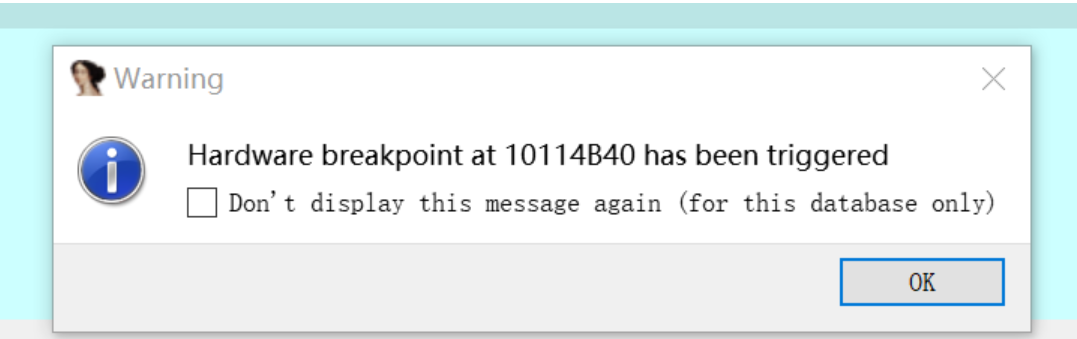 Warning
Hardware breakpoint at 10114B40 has been triggered
Don't display this message again (for this database only)
OK